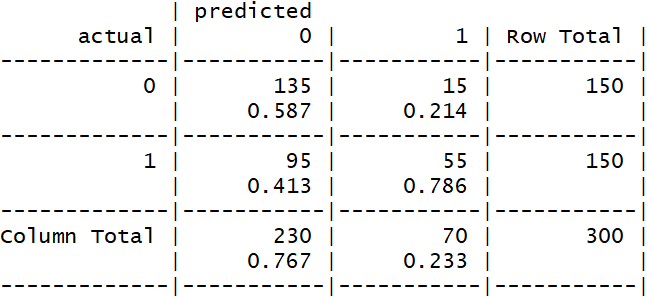 | predicted
      actual |         0 |         1 | Row Total |
-------------|-----------|-----------|-----------|
           0 |       135 |        15 |       150 |
             |     0.587 |     0.214 |           |
-------------|-----------|-----------|-----------|
           1 |        95 |        55 |       150 |
             |     0.413 |     0.786 |           |
-------------|-----------|-----------|-----------|
Column Total |       230 |        70 |       300 |
             |     0.767 |     0.233 |           |
-------------|-----------|-----------|-----------|